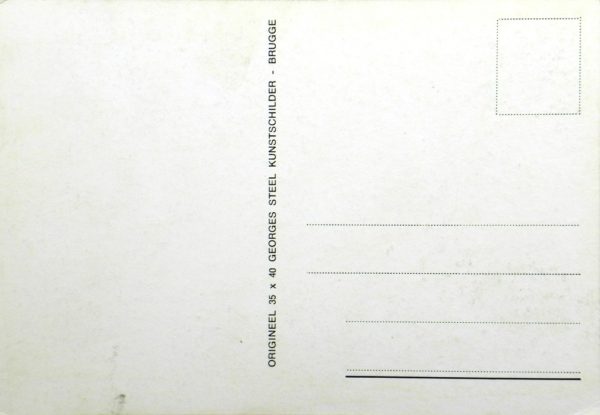 ORIGINEEL 35 x 40 GEORGES STEEL KUNSTSCHILDER - BRUGGE